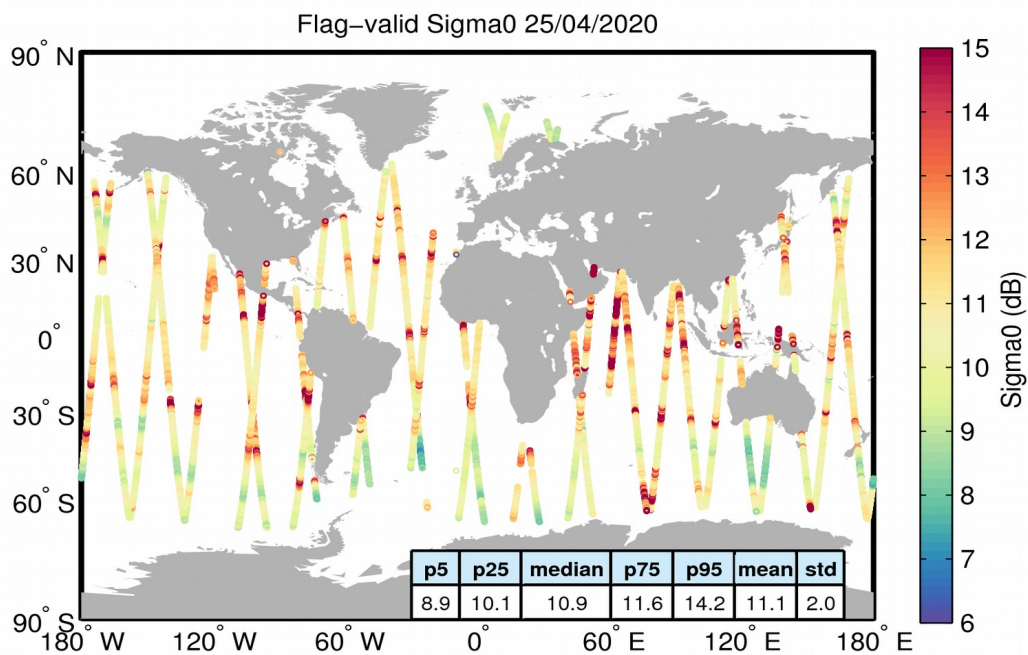 Flag-valid Sigma0 25/04/2020
90° N
60° N
30° N
0°
30° S
60° S
90° S
180° W
120° W
60° W
0°
60° E
120° E
180° E
p5 p25 median p75 p95 mean std
8.9 10.1 10.9 11.6 14.2 11.1 2.0
15
14
13
12
11
10
9
8
7
6
Sigma0 (dB)